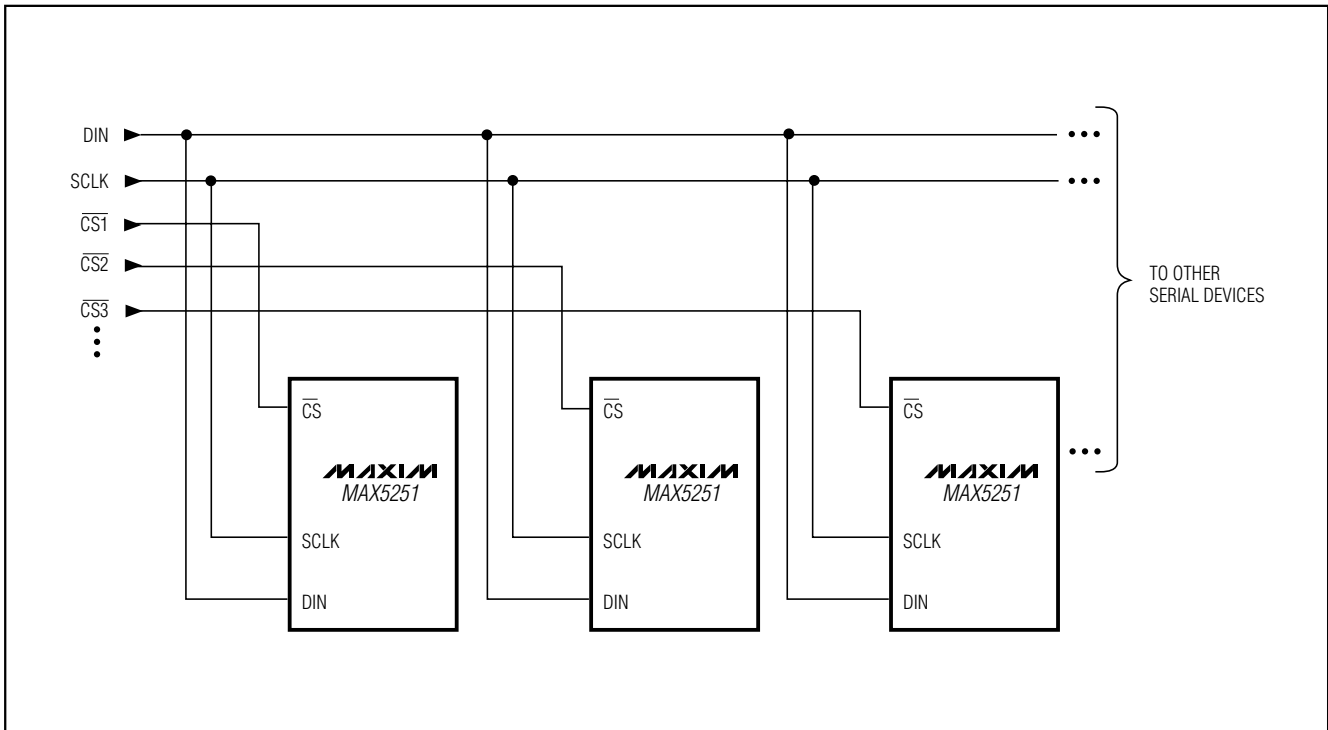 DIN
SCLK
CS1
CS2
CS3
TO OTHER
SERIAL DEVICES
CS
MAXIM
MAX5251
SCLK
DIN
CS
MAXIM
MAX5251
SCLK
DIN
CS
MAXIM
MAX5251
SCLK
DIN